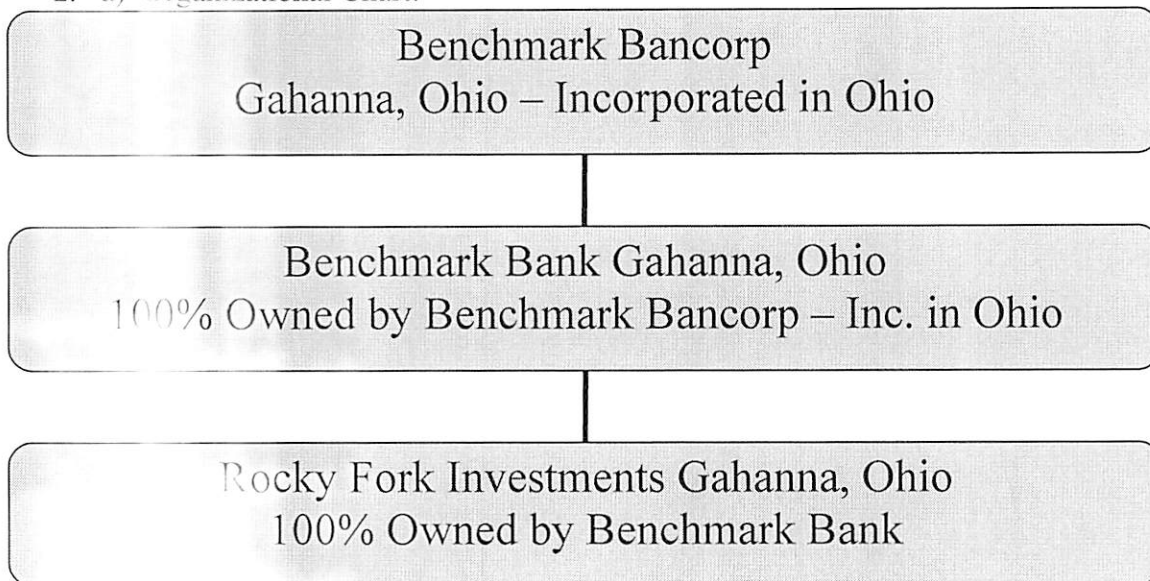 Benchmark Bancorp
Gahanna, Ohio – Incorporated in Ohio
Benchmark Bank Gahanna, Ohio
100% Owned by Benchmark Bancorp – Inc. in Ohio
Rocky Fork Investments Gahanna, Ohio
100% Owned by Benchmark Bank